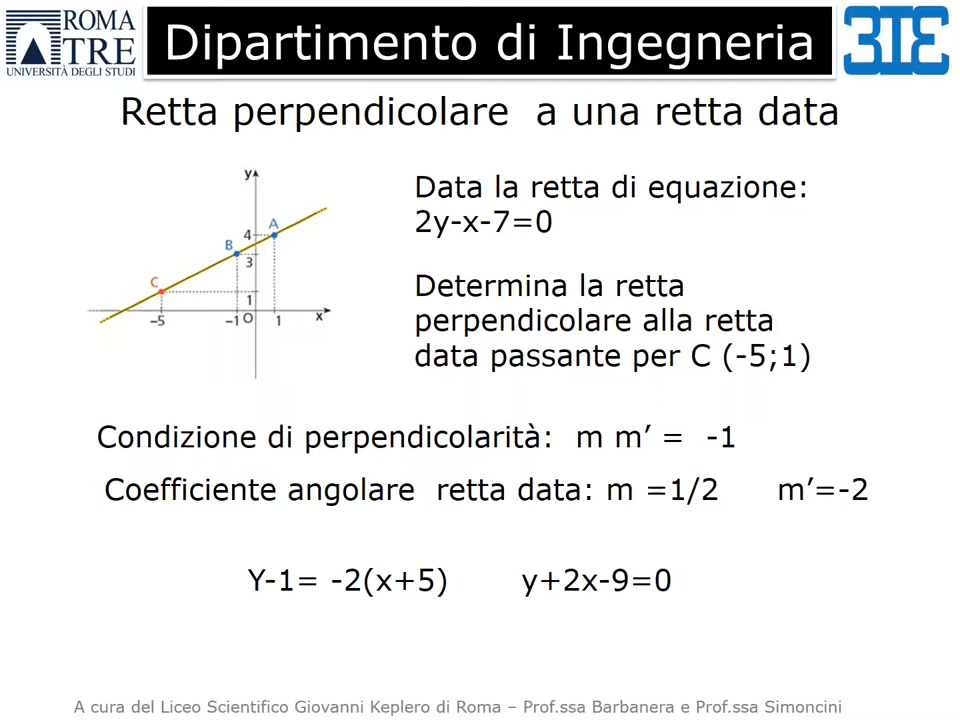 ROMA
TRE
UNIVERSITÀ DEGLI STUDI
Dipartimento di Ingegneria
Retta perpendicolare a una retta data
y
4
A
B
3
C
1
-5
-1
O
1
x
Data la retta di equazione:
2y-x-7=0
Determina la retta
perpendicolare alla retta
data passante per C (-5;1)
Condizione di perpendicolarità: m m’ = -1
Coefficiente angolare retta data: m =1/2 m’=-2
Y-1= -2(x+5) y+2x-9=0
A cura del Liceo Scientifico Giovanni Keplero di Roma – Prof.ssa Barbanera e Prof.ssa Simoncini